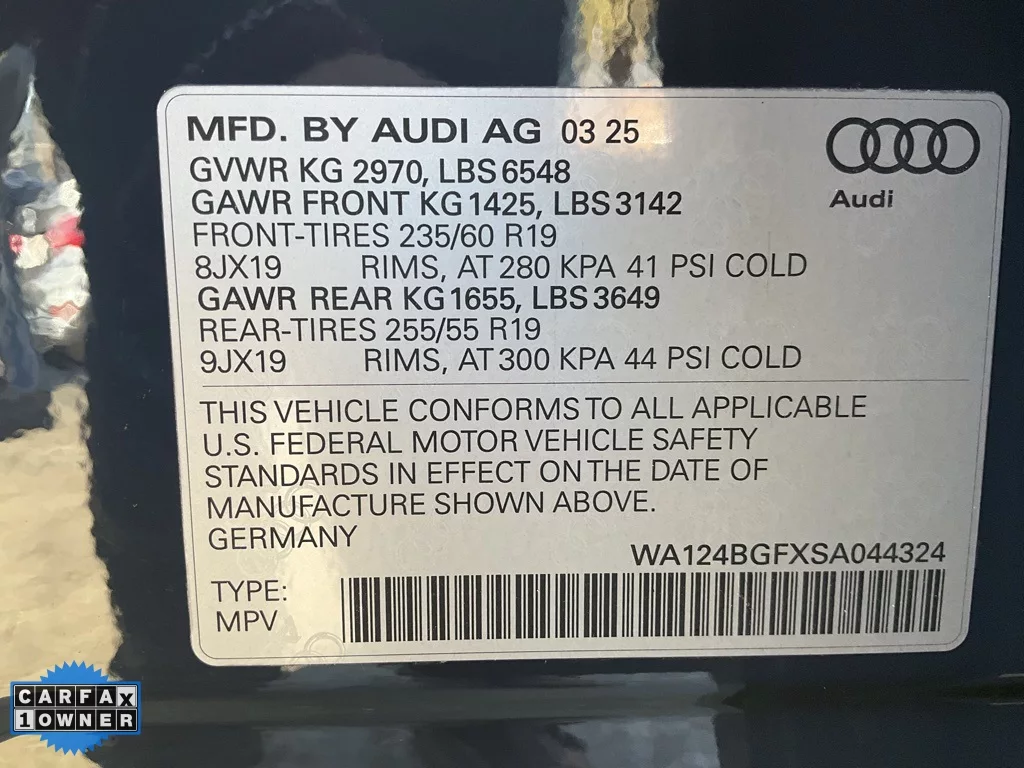 MFD. BY AUDI AG 03 25
GVWR KG 2970, LBS 6548
GAWR FRONT KG 1425, LBS 3142
FRONT-TIRES 235/60 R19
8JX19 RIMS, AT 280 KPA 41 PSI COLD
GAWR REAR KG 1655, LBS 3649
REAR-TIRES 255/55 R19
9JX19 RIMS, AT 300 KPA 44 PSI COLD
Audi
THIS VEHICLE CONFORMS TO ALL APPLICABLE
U.S. FEDERAL MOTOR VEHICLE SAFETY
STANDARDS IN EFFECT ON THE DATE OF
MANUFACTURE SHOWN ABOVE.
GERMANY
WA124BGFXSA044324
TYPE:
MPV
CARFAX
1 OWNER